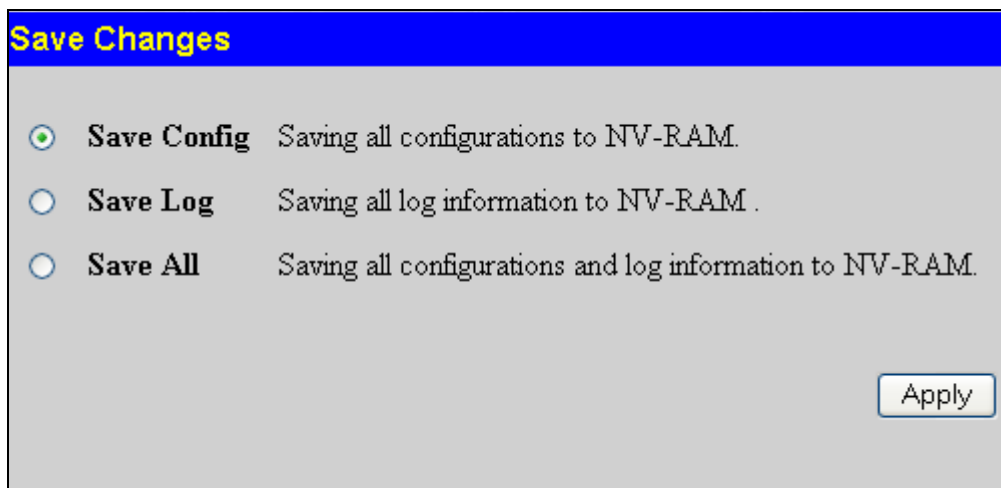 Save Changes
Save Config Saving all configurations to NV-RAM.
Save Log Saving all log information to NV-RAM .
Save All Saving all configurations and log information to NV-RAM.
Apply